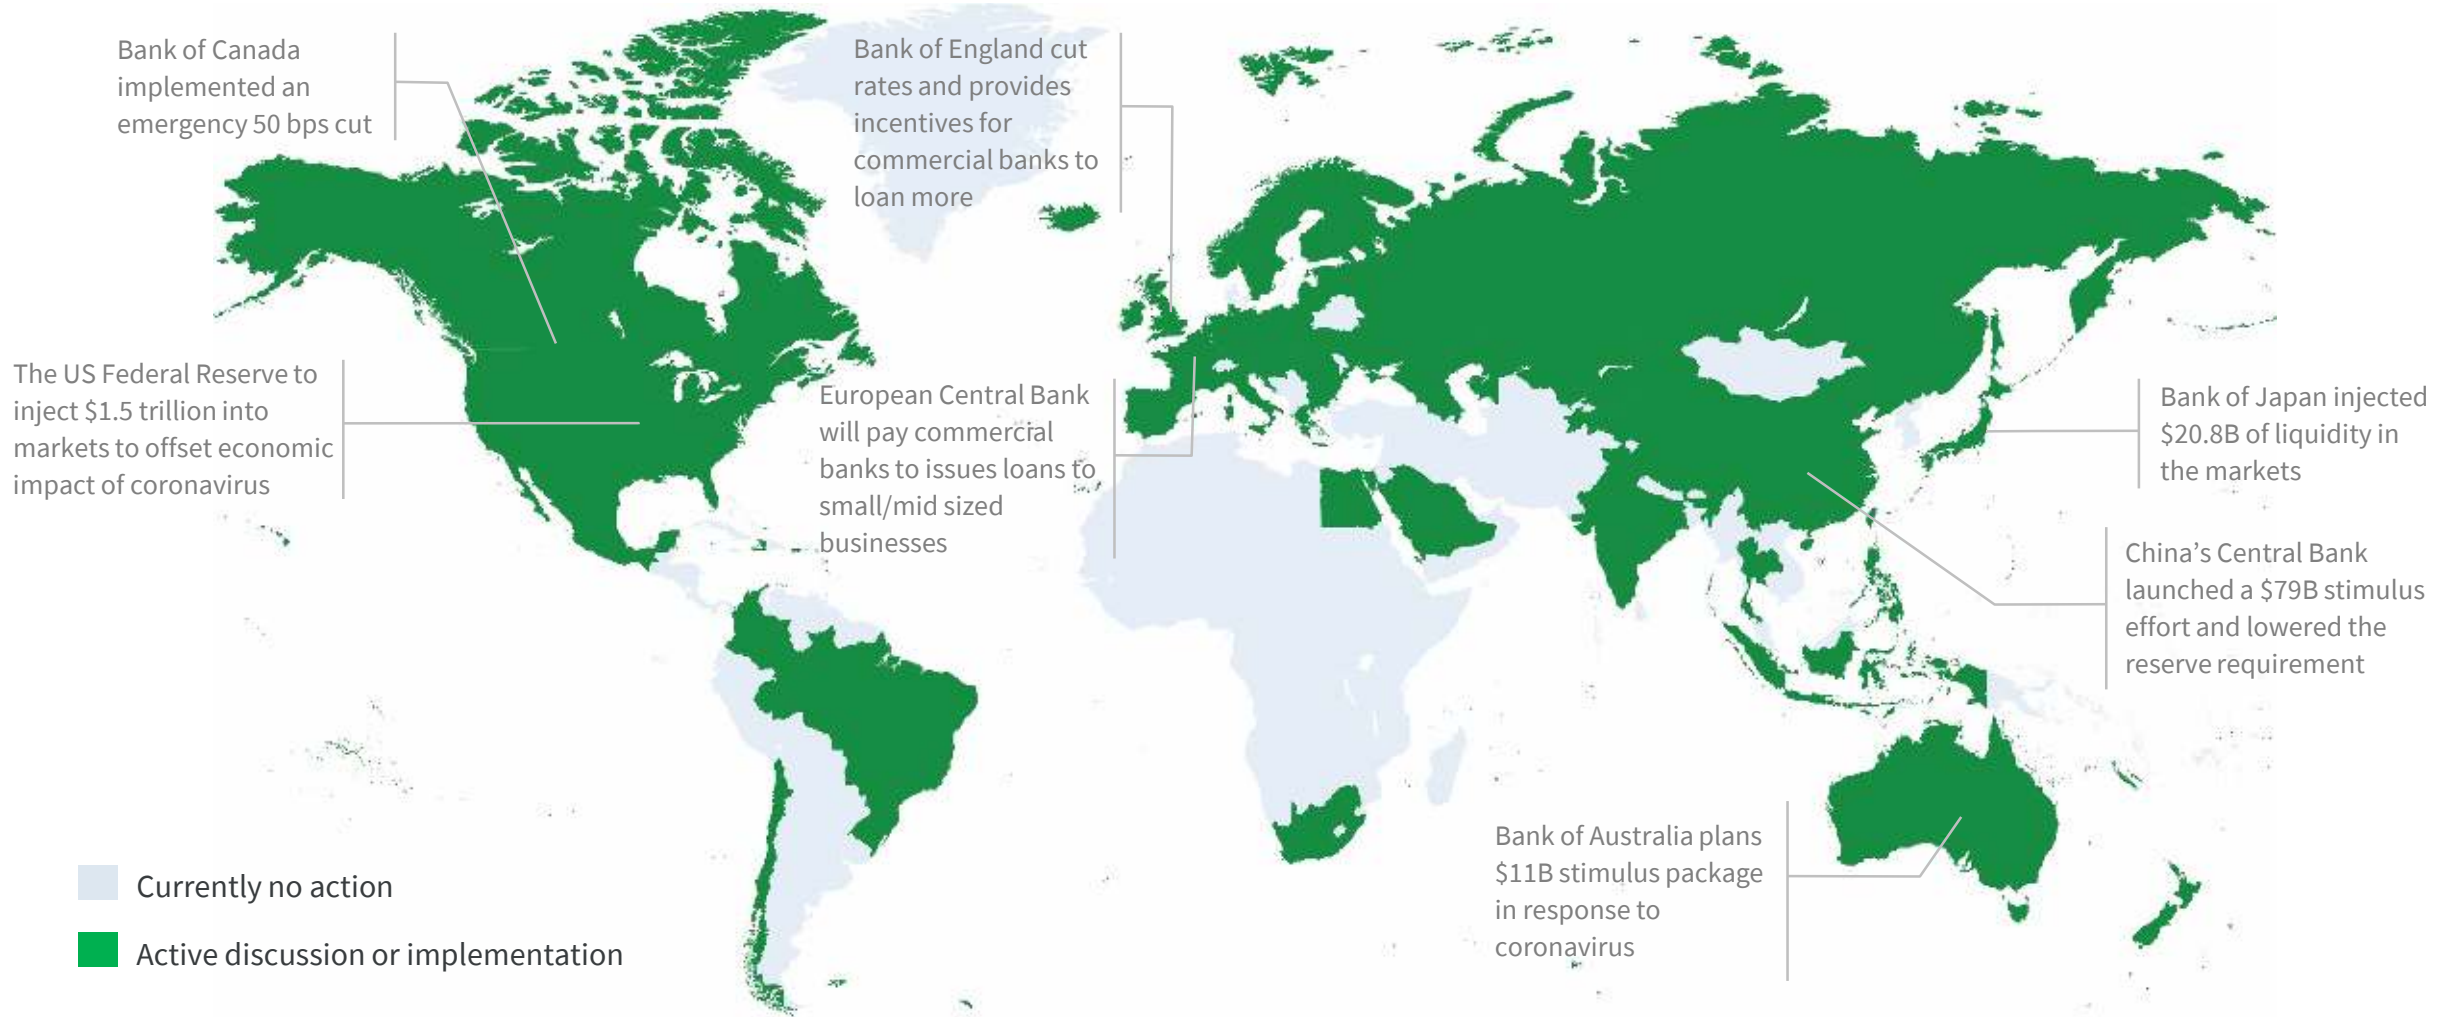 Bank of Canada
implemented an
emergency 50 bps cut
Bank of England cut
rates and provides
incentives for
commercial banks to
loan more
The US Federal Reserve to
inject $1.5 trillion into
markets to offset economic
impact of coronavirus
European Central Bank
will pay commercial
banks to issues loans to
small/mid sized
businesses
Bank of Japan injected
$20.8B of liquidity in
the markets
China’s Central Bank
launched a $79B stimulus
effort and lowered the
reserve requirement
Bank of Australia plans
$11B stimulus package
in response to
coronavirus
Currently no action
Active discussion or implementation